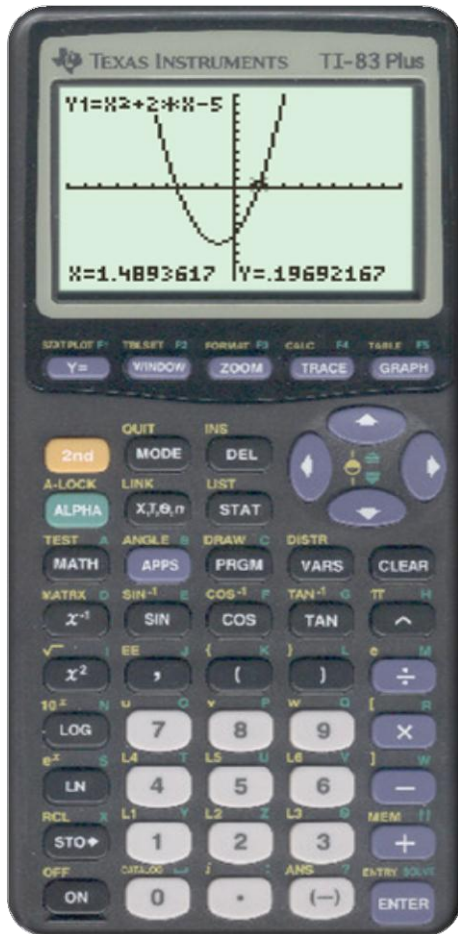 TEXAS INSTRUMENTS TI-83 Plus
Y1=X2+2*X-5
X=1.4893617 Y=.19692167
STAT PLOT F1 TBLSET F2 FORMAT F3 CALC F4 TABLE F5
Y= WINDOW ZOOM TRACE GRAPH
QUIT INS
2nd MODE DEL
A-LOCK LINK LIST
ALPHA X,T,θ,n STAT
TEST A ANGLE B DRAW C DISTR
MATH APPS PRGM VARS CLEAR
MATRX D SIN-1 E COS-1 F TAN-1 G π H
x-1 SIN COS TAN ^
√ I EE J { K } L e M
x2 , ( ) ÷
10x N u O v P w Q [ R
LOG 7 8 9 ×
ex S L4 T L5 U L6 V ] W
LN 4 5 6 −
RCL X L1 Y L2 Z L3 θ MEM "
STO→ 1 2 3 +
OFF CATALOG i : ANS ? ENTRY SOLVE
ON 0 . (−) ENTER